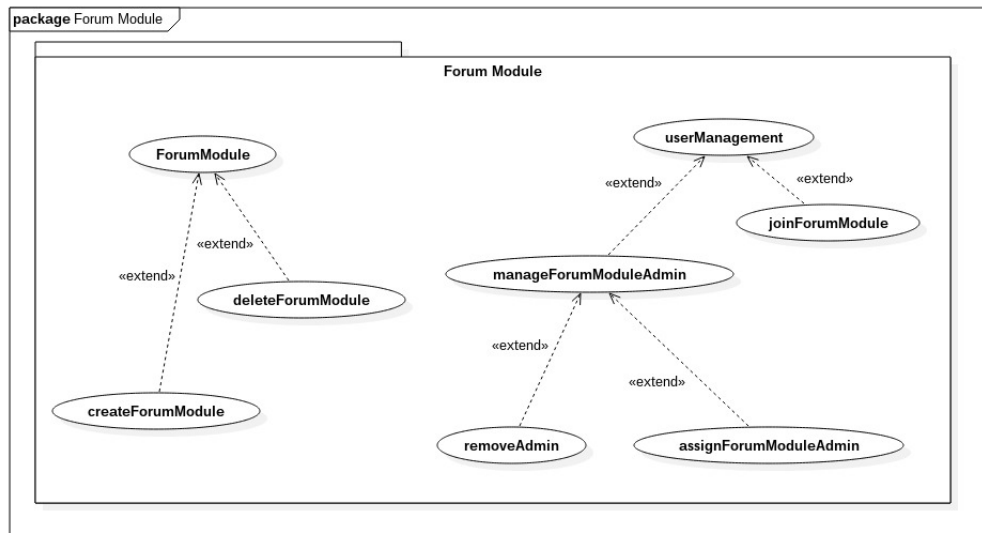 package Forum Module
Forum Module
userManagement
ForumModule
«extend»
«extend»
joinForumModule
«extend»
manageForumModuleAdmin
«extend»
deleteForumModule
«extend»
«extend»
createForumModule
removeAdmin
assignForumModuleAdmin